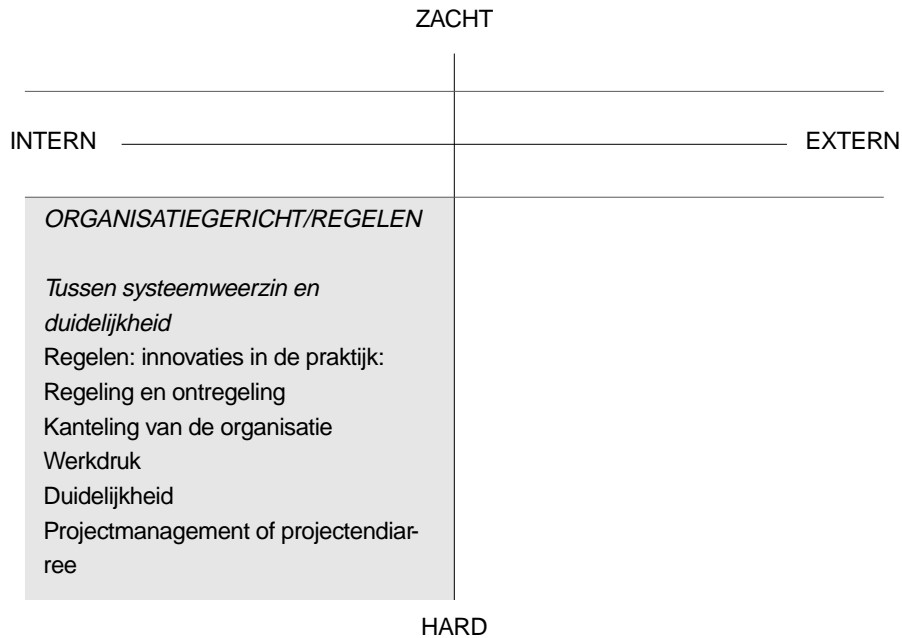 ZACHT
INTERN
EXTERN
ORGANISATIEGERICHT/REGELEN
Tussen systeemweerzin en
duidelijkheid
Regelen: innovaties in de praktijk:
Regeling en ontregeling
Kanteling van de organisatie
Werkdruk
Duidelijkheid
Projectmanagement of projectendiar-
ree
HARD